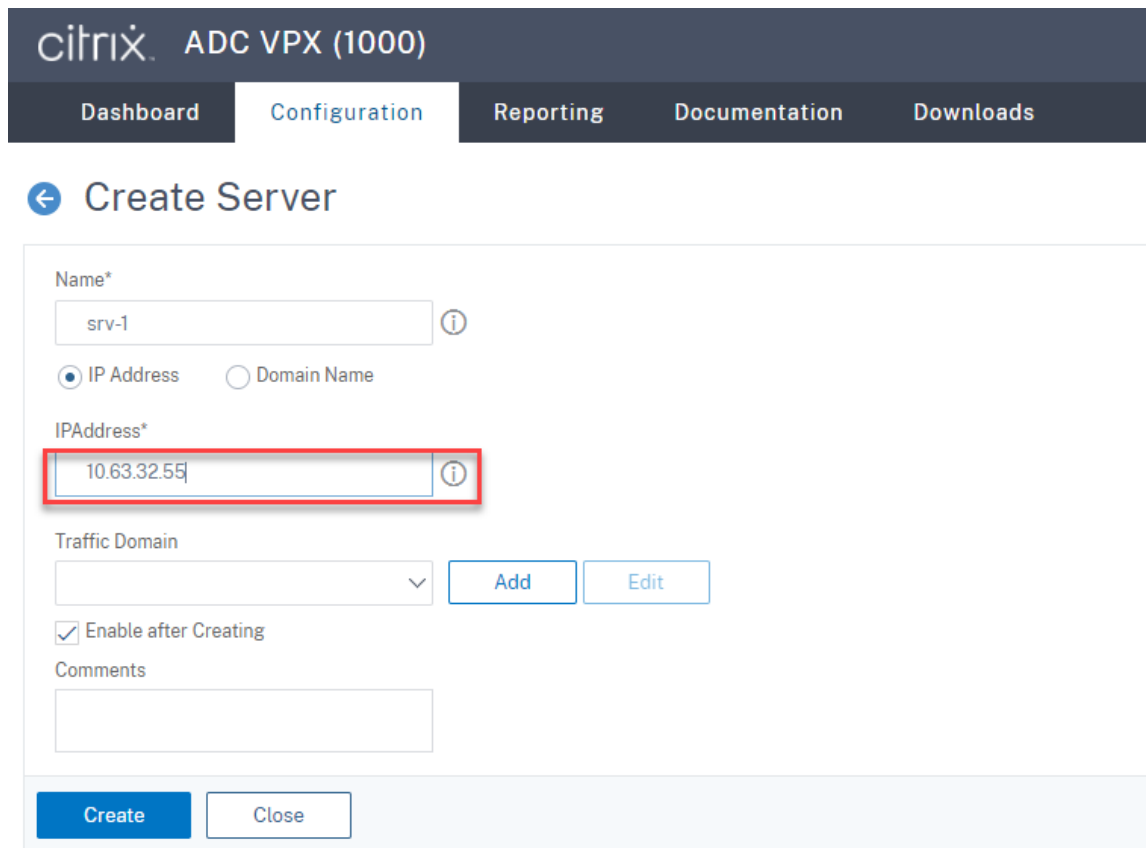 citrix. ADC VPX (1000)
Dashboard Configuration Reporting Documentation Downloads
Create Server
Name*
srv-1
IP Address Domain Name
IPAddress*
10.63.32.55
Traffic Domain
Add Edit
Enable after Creating
Comments
Create Close